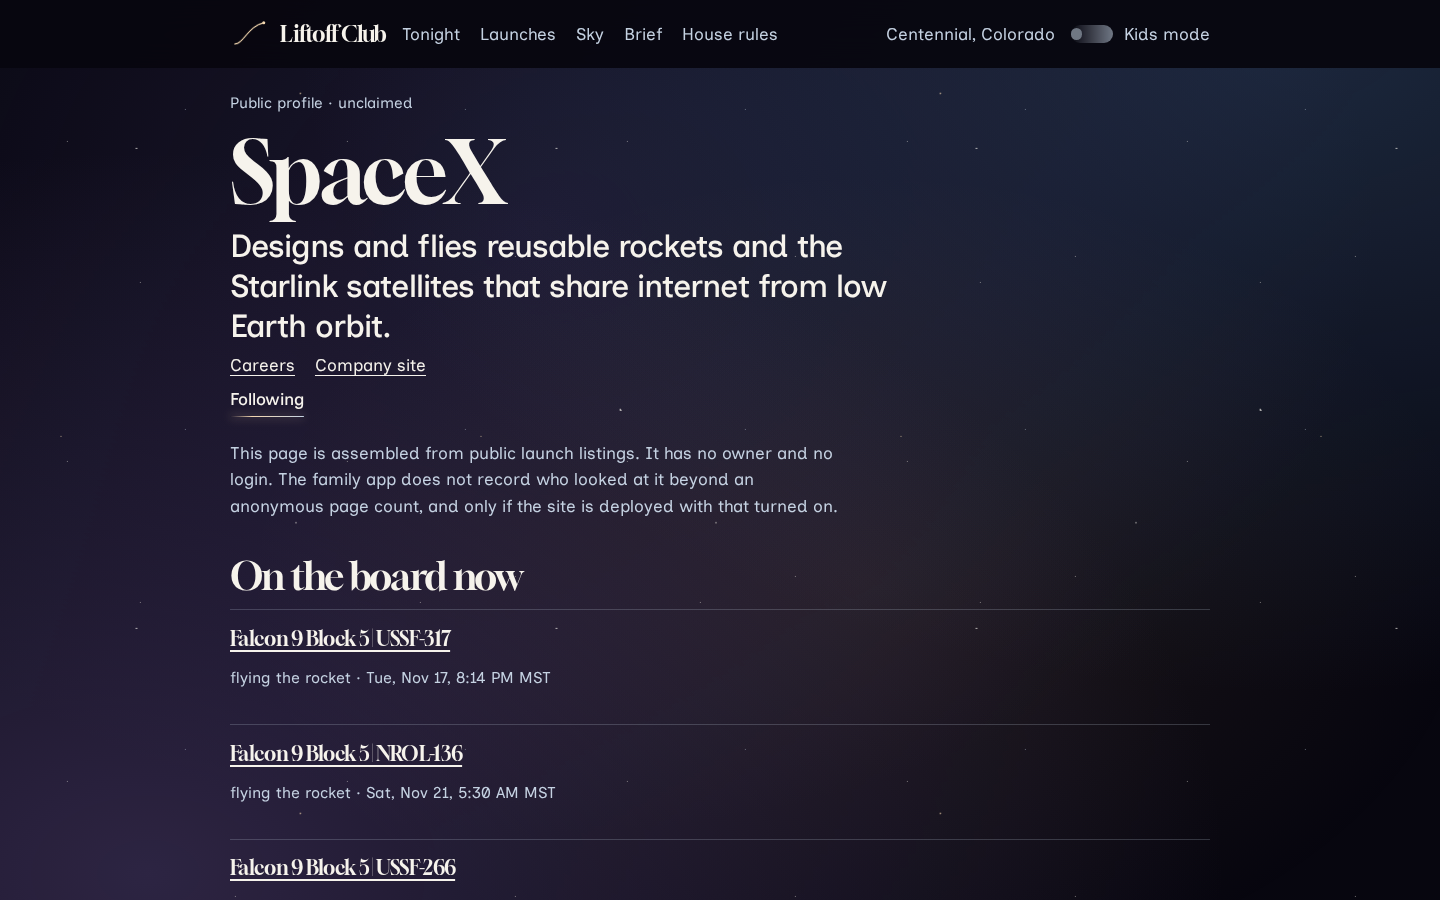 Liftoff Club Tonight Launches Sky Brief House rules Centennial, Colorado Kids mode
Public profile · unclaimed
SpaceX
Designs and flies reusable rockets and the
Starlink satellites that share internet from low
Earth orbit.
Careers Company site
Following
This page is assembled from public launch listings. It has no owner and no
login. The family app does not record who looked at it beyond an
anonymous page count, and only if the site is deployed with that turned on.
On the board now
Falcon 9 Block 5 | USSF-317
flying the rocket · Tue, Nov 17, 8:14 PM MST
Falcon 9 Block 5 | NROL-136
flying the rocket · Sat, Nov 21, 5:30 AM MST
Falcon 9 Block 5 | USSF-266